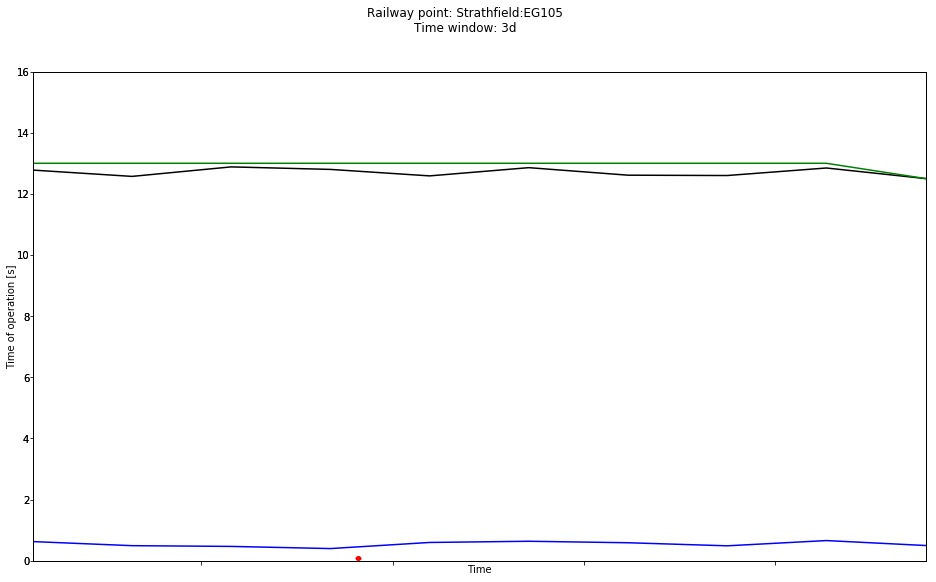 Railway point: Strathfield:EG105
Time window: 3d
16
14
12
10
8
6
4
2
0
Time of operation [s]
Time